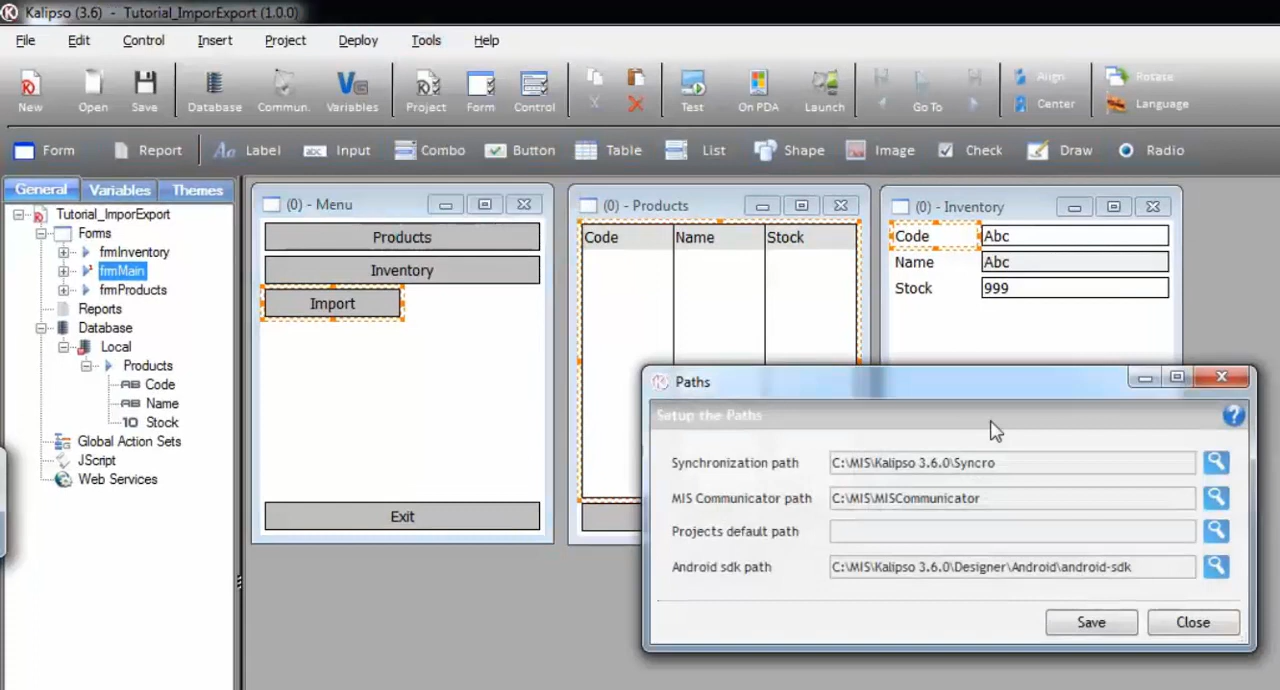 Kalipso (3.6) - Tutorial_ImporExport (1.0.0)
File Edit Control Insert Project Deploy Tools Help
New Open Save Database Commun. Variables Project Form Control Test On PDA Launch Go To Align Center Rotate Language
Form Report Label Input Combo Button Table List Shape Image Check Draw Radio
General Variables Themes
Tutorial_ImporExport
Forms
frmInventory
frmMain
frmProducts
Reports
Database
Local
Products
Code
Name
Stock
Global Action Sets
JScript
Web Services
(0) - Menu
Products
Inventory
Import
Exit
(0) - Products
Code Name Stock
(0) - Inventory
Code Abc
Name Abc
Stock 999
Paths
Setup the Paths
Synchronization path C:\MIS\Kalipso 3.6.0\Syncro
MIS Communicator path C:\MIS\MISCommunicator
Projects default path
Android sdk path C:\MIS\Kalipso 3.6.0\Designer\Android\android-sdk
Save Close